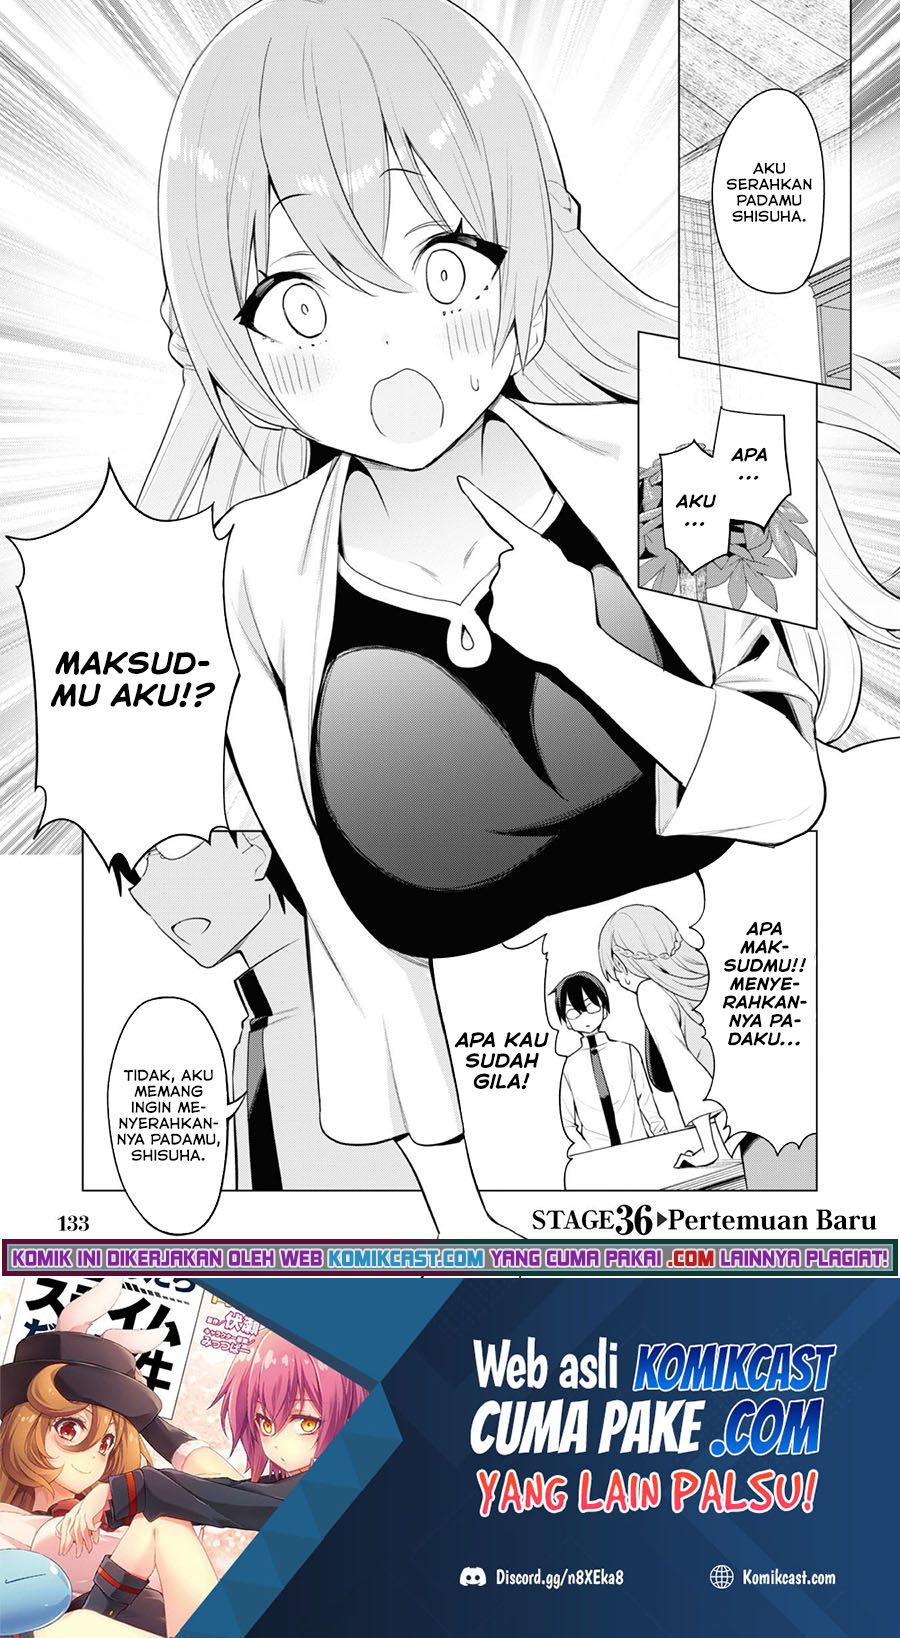 AKU
SERAHKAN
PADAMU
SHISUHA.
APA
...
AKU
...
MAKSUD-
MU AKU!?
APA
MAK-
SUDMU!!
MENYE-
RAHKAN-
NYA PA-
DAKU...
APA KAU
SUDAH
GILA!
TIDAK, AKU
MEMANG
INGIN ME-
NYERAHKAN-
NYA PADAMU,
SHISUHA.
133
STAGE36▶Pertemuan Baru
KOMIK INI DIKERJAKAN OLEH WEB KOMIKCAST.COM YANG CUMA PAKAI .COM LAINNYA PLAGIAT!
Web asli KOMIKCAST
CUMA PAKE .COM
YANG LAIN PALSU!
Discord.gg/n8XEka8
Komikcast.com